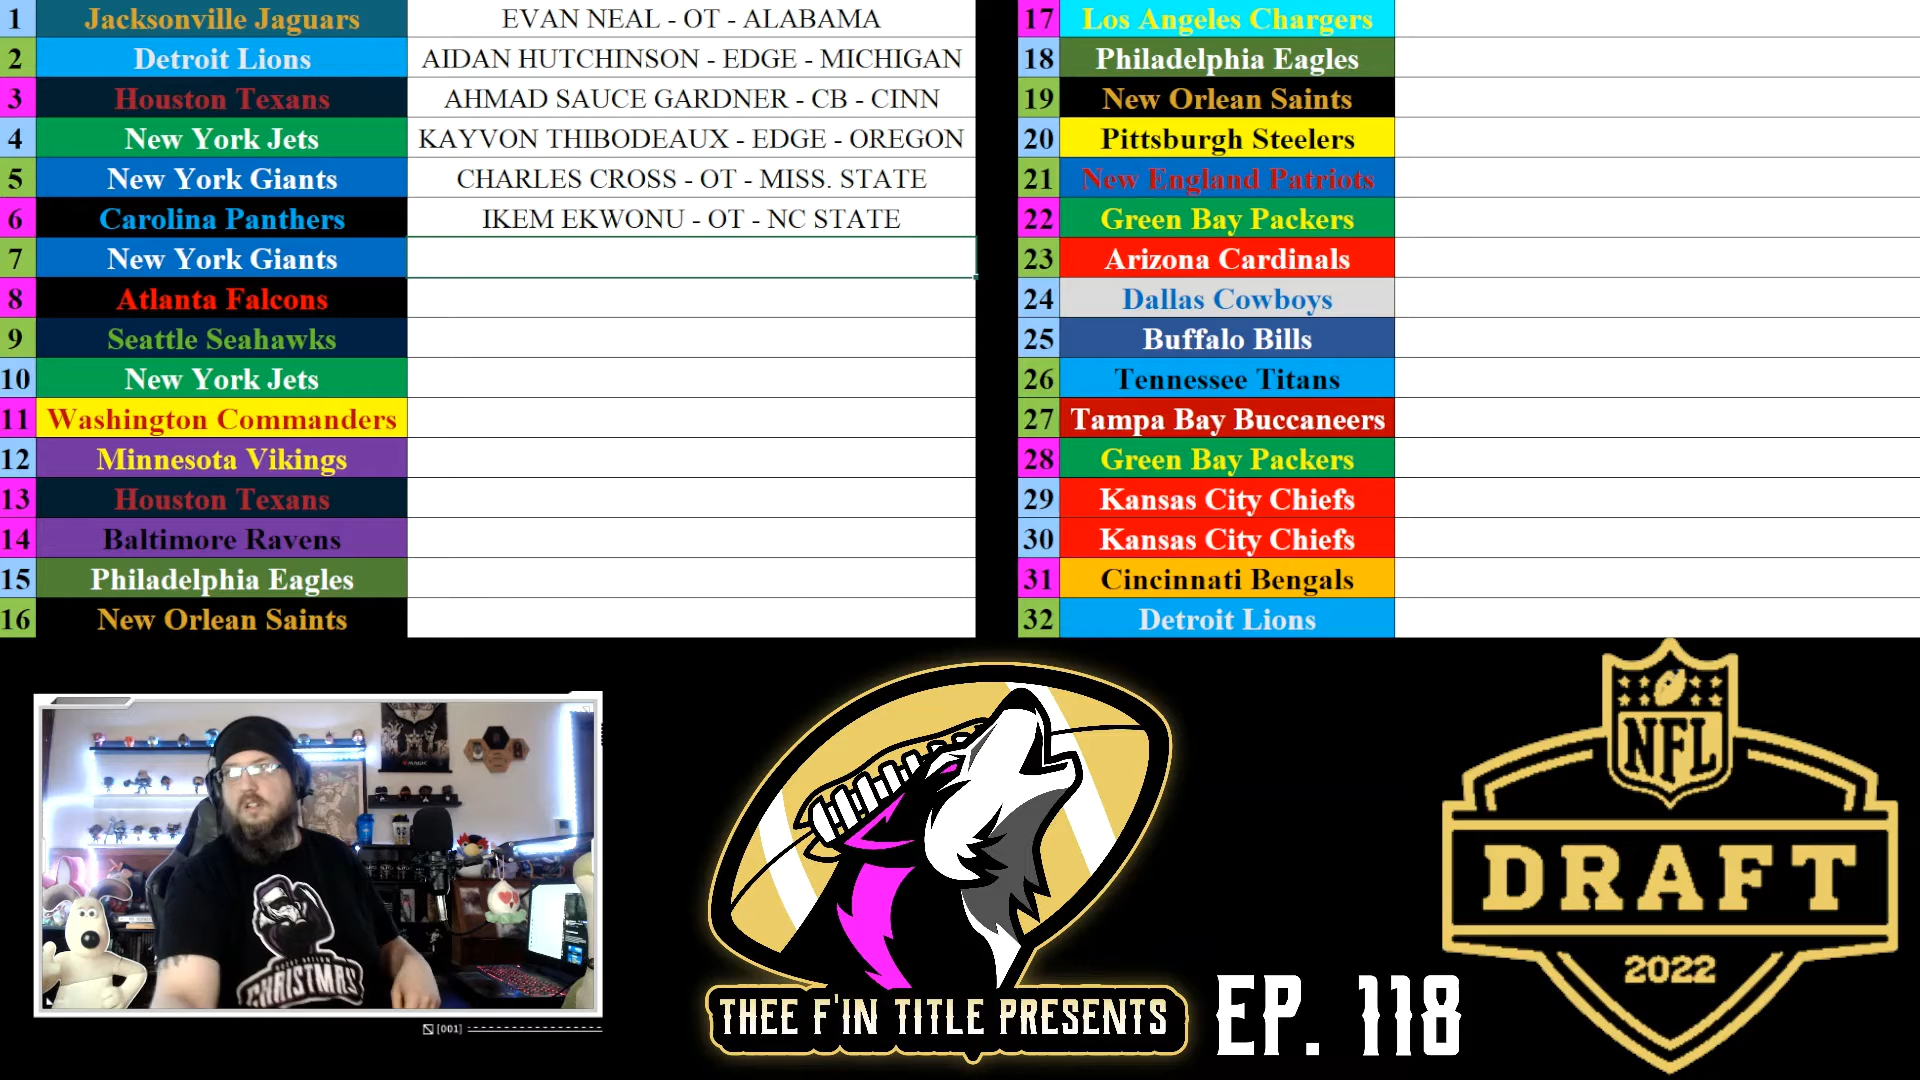 1 Jacksonville Jaguars EVAN NEAL - OT - ALABAMA
2 Detroit Lions AIDAN HUTCHINSON - EDGE - MICHIGAN
3 Houston Texans AHMAD SAUCE GARDNER - CB - CINN
4 New York Jets KAYVON THIBODEAUX - EDGE - OREGON
5 New York Giants CHARLES CROSS - OT - MISS. STATE
6 Carolina Panthers IKEM EKWONU - OT - NC STATE
7 New York Giants
8 Atlanta Falcons
9 Seattle Seahawks
10 New York Jets
11 Washington Commanders
12 Minnesota Vikings
13 Houston Texans
14 Baltimore Ravens
15 Philadelphia Eagles
16 New Orlean Saints
17 Los Angeles Chargers
18 Philadelphia Eagles
19 New Orlean Saints
20 Pittsburgh Steelers
21 New England Patriots
22 Green Bay Packers
23 Arizona Cardinals
24 Dallas Cowboys
25 Buffalo Bills
26 Tennessee Titans
27 Tampa Bay Buccaneers
28 Green Bay Packers
29 Kansas City Chiefs
30 Kansas City Chiefs
31 Cincinnati Bengals
32 Detroit Lions
MAGIC
CHRISTMAS
[001]
THEE F'IN TITLE PRESENTS
EP. 118
NFL
DRAFT
2022